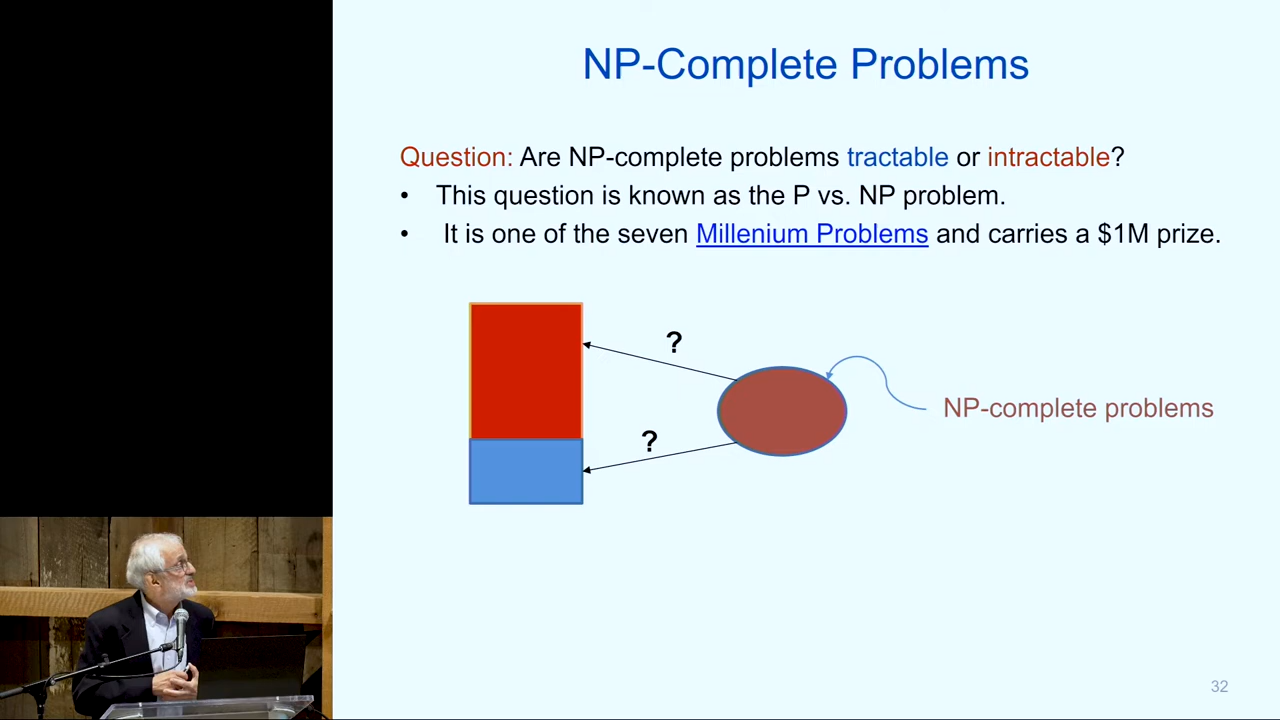 NP-Complete Problems
Question: Are NP-complete problems tractable or intractable?
• This question is known as the P vs. NP problem.
• It is one of the seven Millenium Problems and carries a $1M prize.
?
?
NP-complete problems
32